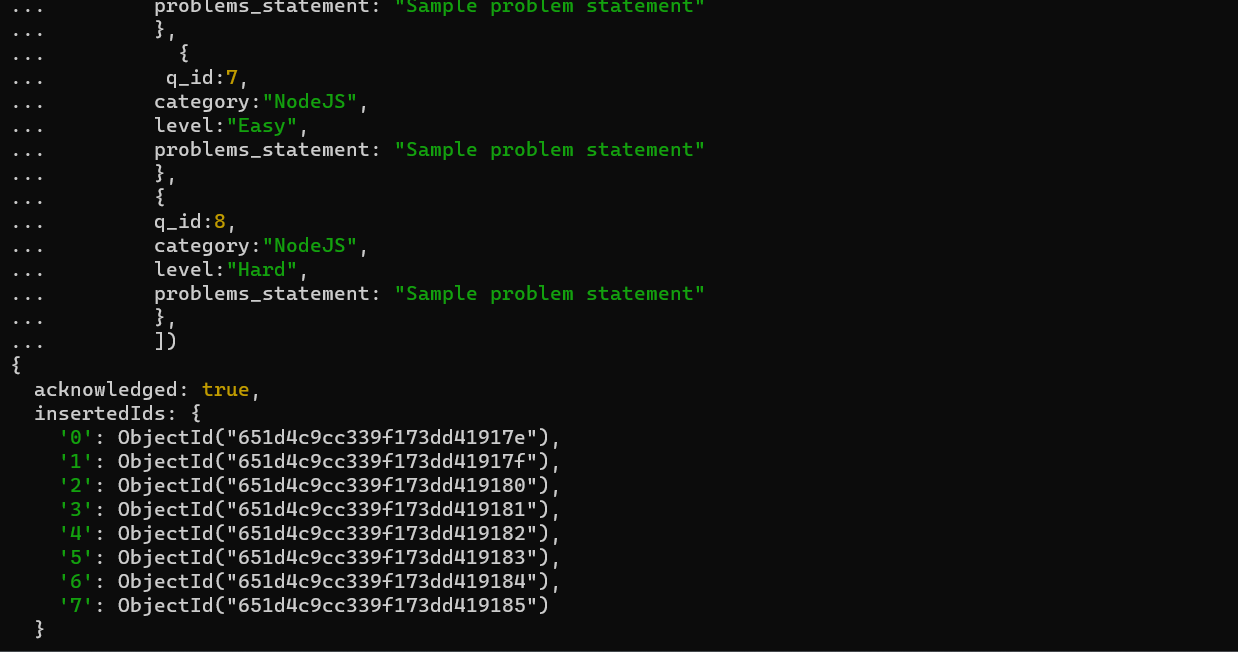 ...         problems_statement: "Sample problem statement"
...         },
...           {
...          q_id:7,
...         category:"NodeJS",
...         level:"Easy",
...         problems_statement: "Sample problem statement"
...         },
...         {
...         q_id:8,
...         category:"NodeJS",
...         level:"Hard",
...         problems_statement: "Sample problem statement"
...         },
...         ])
{
  acknowledged: true,
  insertedIds: {
    '0': ObjectId("651d4c9cc339f173dd41917e"),
    '1': ObjectId("651d4c9cc339f173dd41917f"),
    '2': ObjectId("651d4c9cc339f173dd419180"),
    '3': ObjectId("651d4c9cc339f173dd419181"),
    '4': ObjectId("651d4c9cc339f173dd419182"),
    '5': ObjectId("651d4c9cc339f173dd419183"),
    '6': ObjectId("651d4c9cc339f173dd419184"),
    '7': ObjectId("651d4c9cc339f173dd419185")
  }